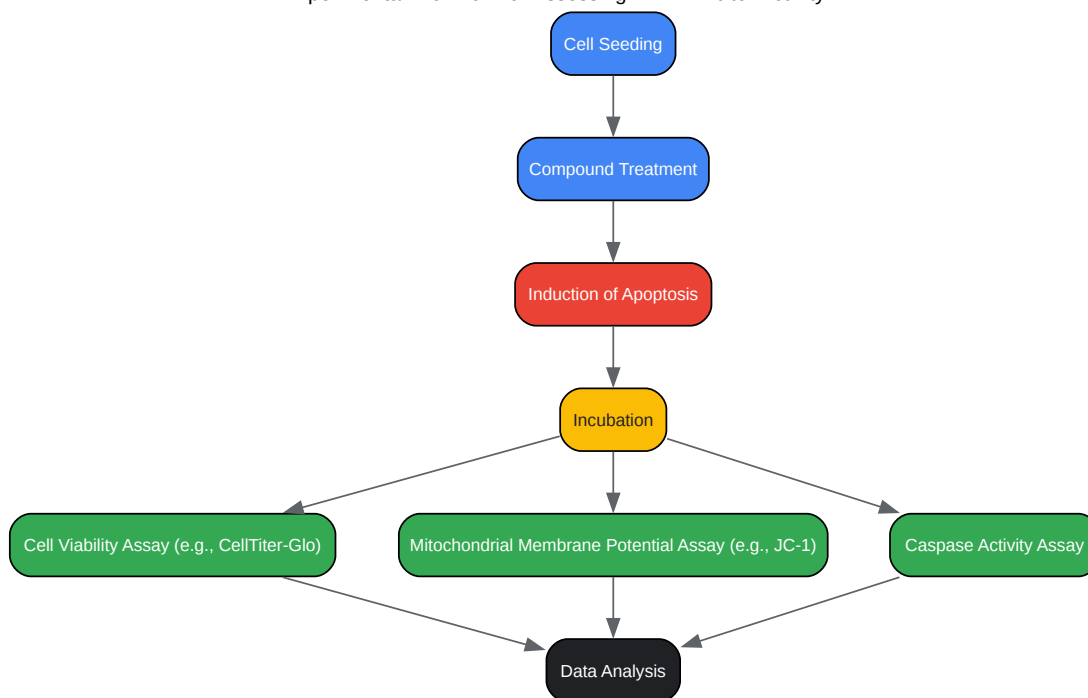 Cell Seeding
Compound Treatment
Induction of Apoptosis
Incubation
Cell Viability Assay (e.g., CellTiter-Glo)
Mitochondrial Membrane Potential Assay (e.g., JC-1)
Caspase Activity Assay
Data Analysis